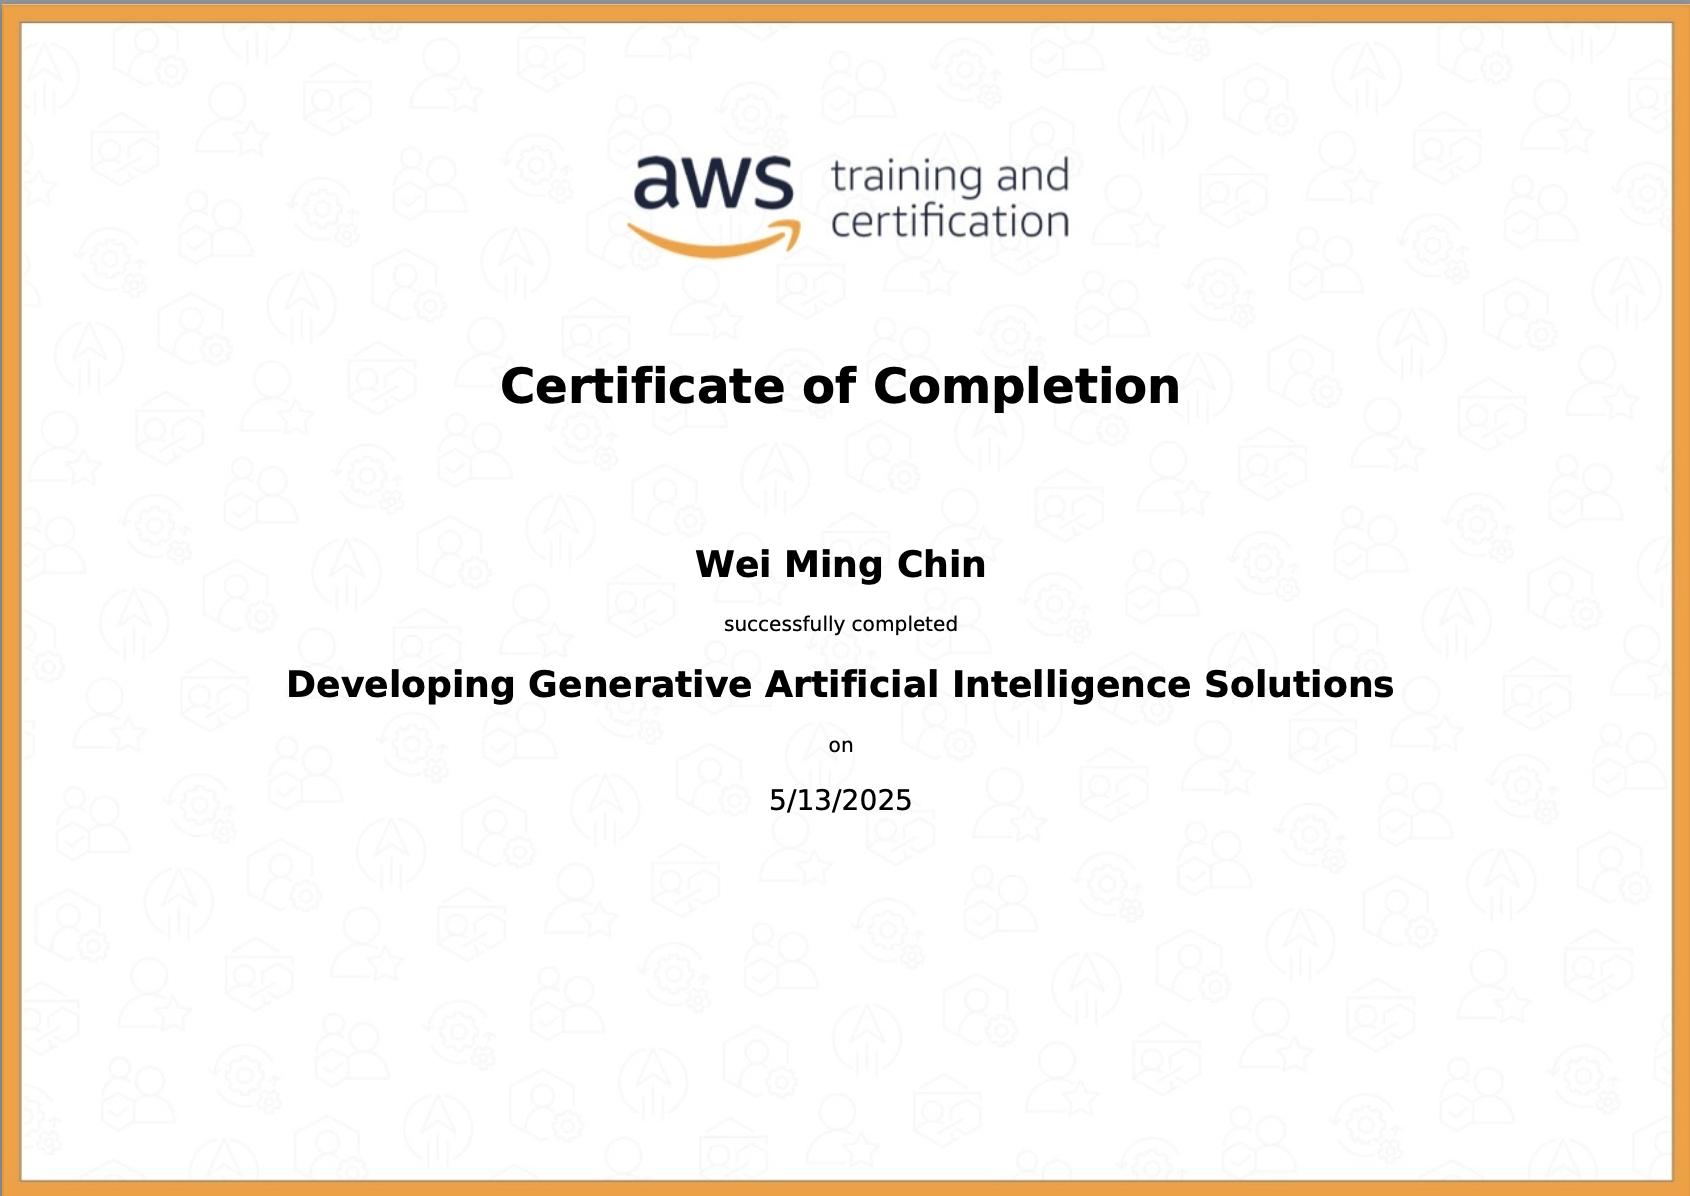 aws training and
certification
Certificate of Completion
Wei Ming Chin
successfully completed
Developing Generative Artificial Intelligence Solutions
on
5/13/2025